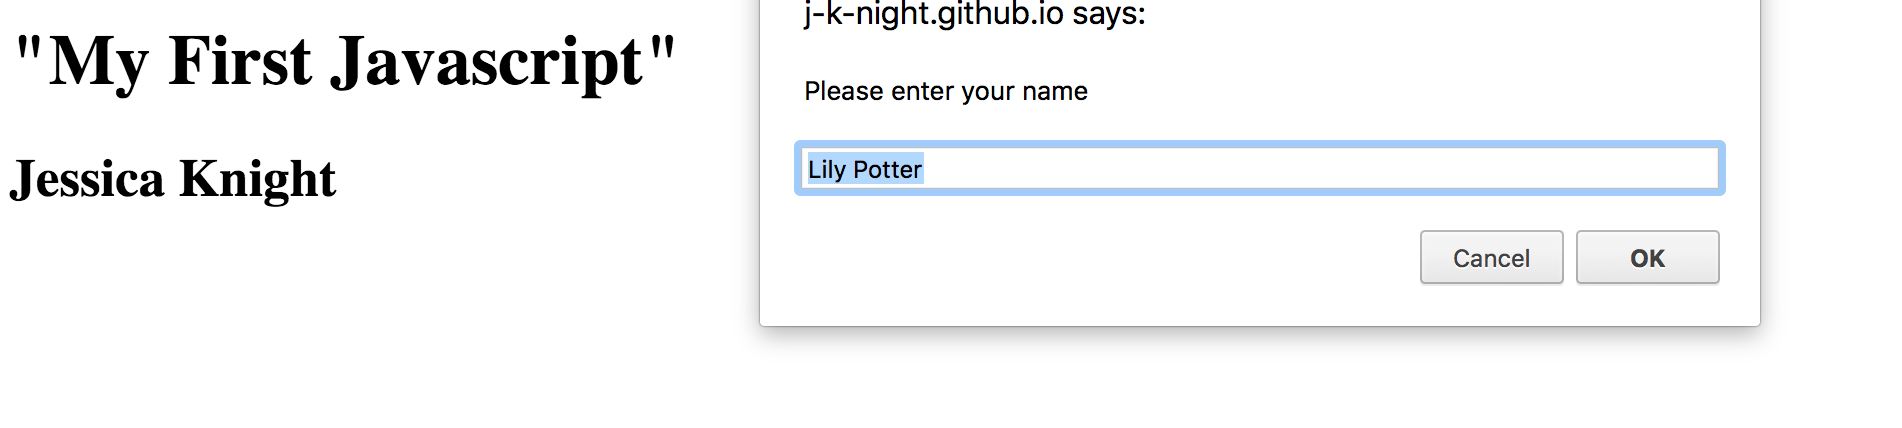 "My First Javascript"
Jessica Knight
j-k-night.github.io says:
Please enter your name
Lily Potter
Cancel
OK